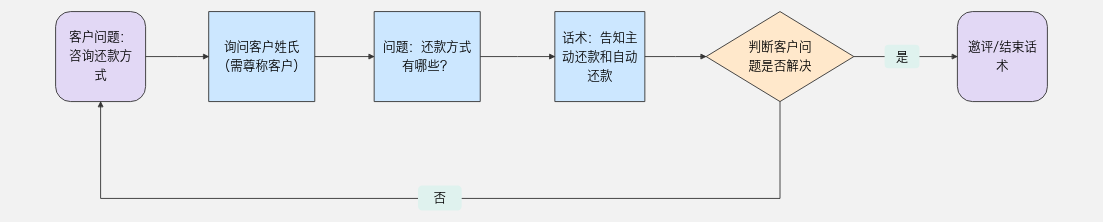 客户问题：
咨询还款方
式
询问客户姓氏
（需尊称客户）
问题：还款方式
有哪些？
话术：告知主
动还款和自动
还款
判断客户问
题是否解决
是
邀评/结束话
术
否